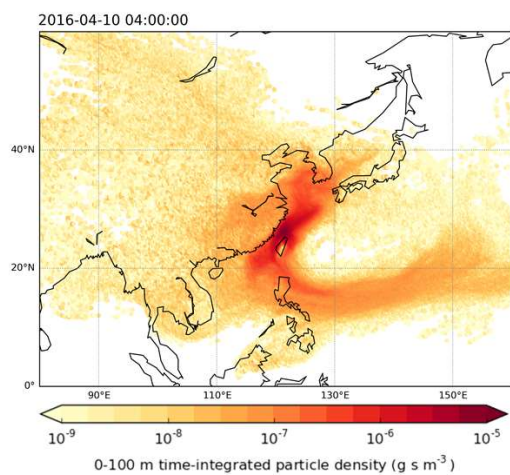 2016-04-10 04:00:00
40°N
20°N
0°
90°E 110°E 130°E 150°E
10⁻⁹ 10⁻⁸ 10⁻⁷ 10⁻⁶ 10⁻⁵
0-100 m time-integrated particle density (g s m⁻³)